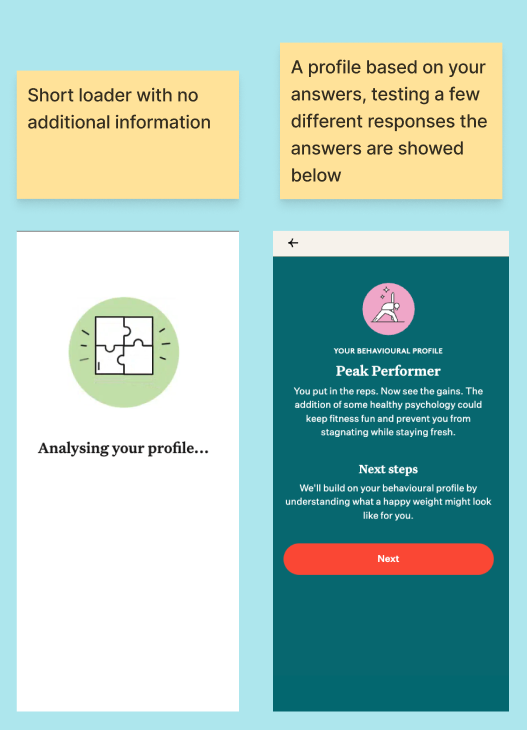 Short loader with no
additional information
A profile based on your
answers, testing a few
different responses the
answers are showed
below
Analysing your profile...
YOUR BEHAVIOURAL PROFILE
Peak Performer
You put in the reps. Now see the gains. The
addition of some healthy psychology could
keep fitness fun and prevent you from
stagnating while staying fresh.
Next steps
We'll build on your behavioural profile by
understanding what a happy weight might look
like for you.
Next